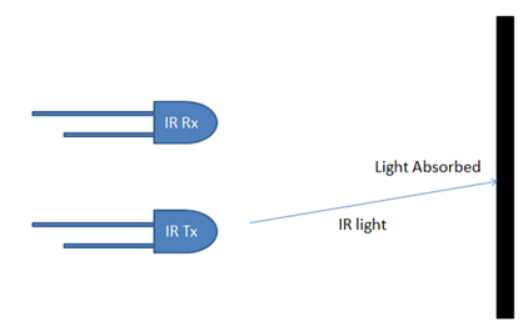 IR Rx
Light Absorbed
IR Tx
IR light